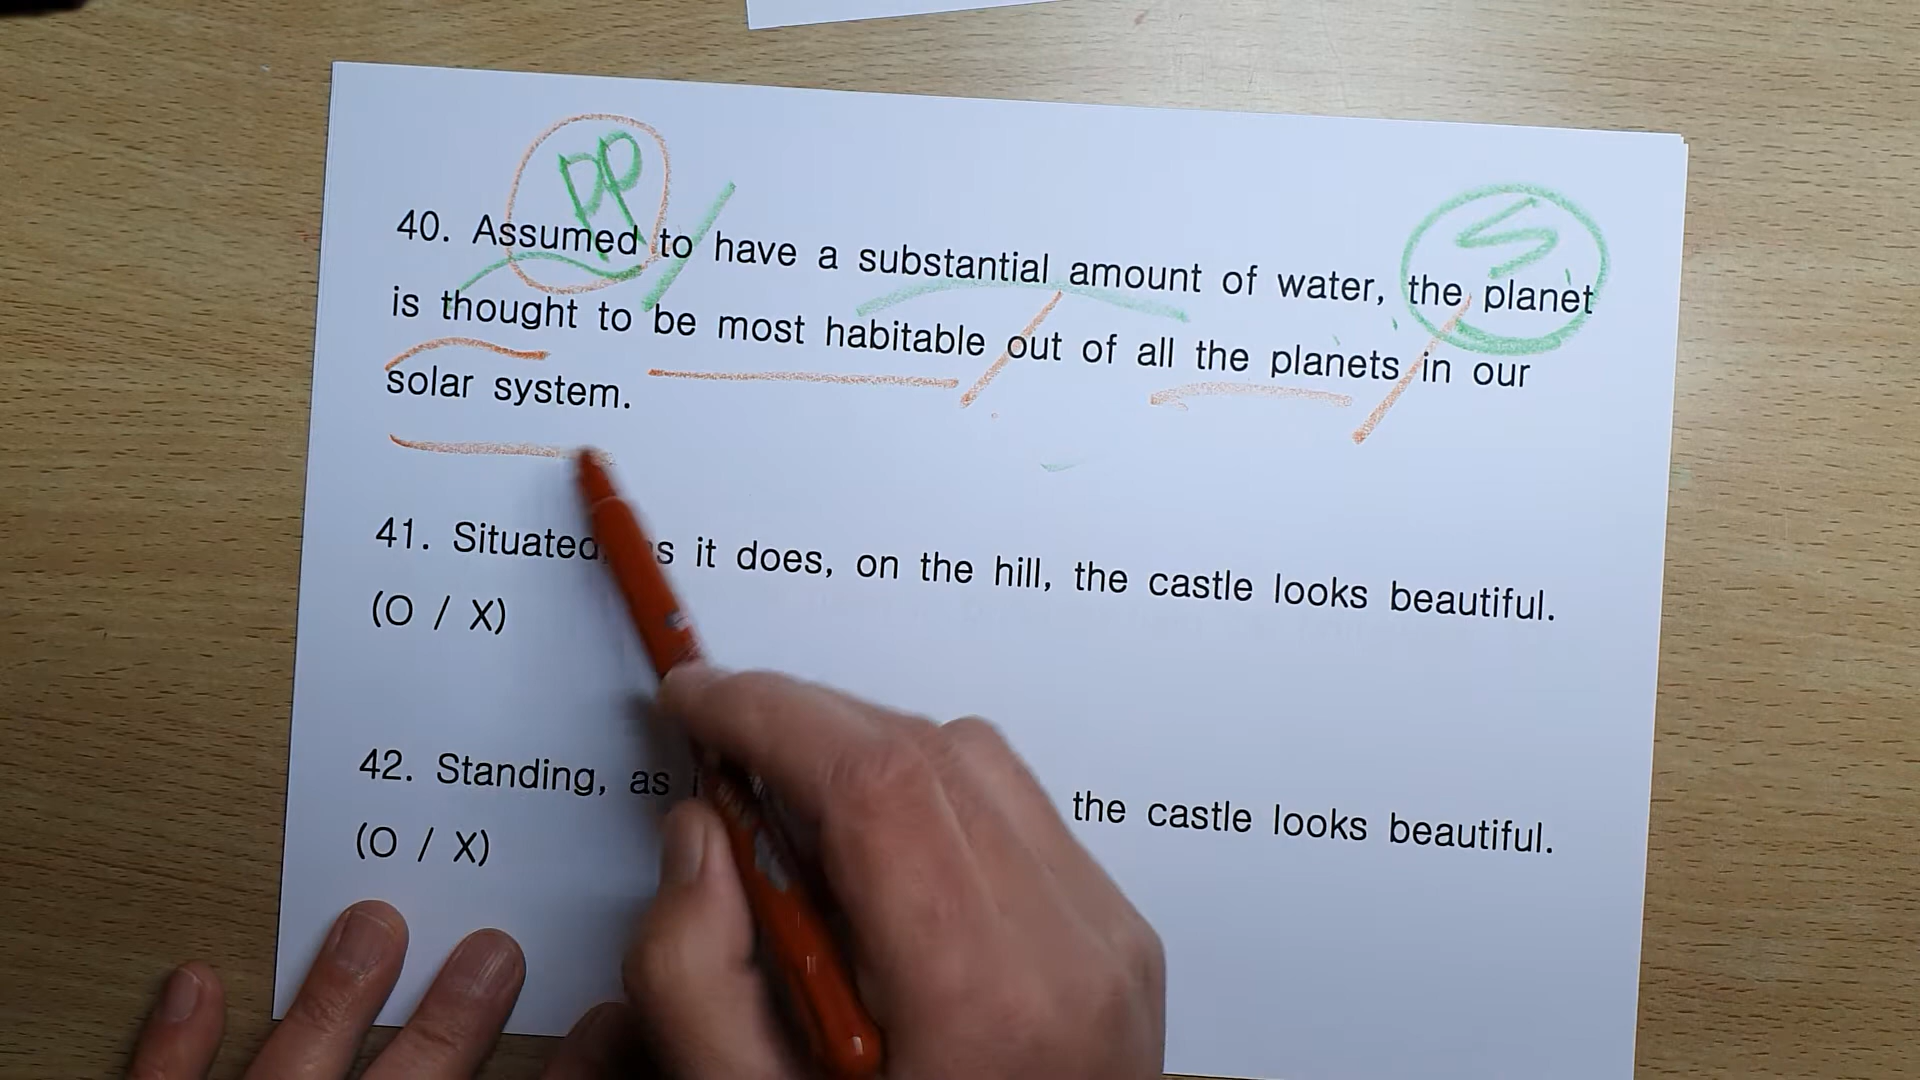 PP
S
40. Assumed to have a substantial amount of water, the planet
is thought to be most habitable out of all the planets in our
solar system.
41. Situated, as it does, on the hill, the castle looks beautiful.
(O / X)
42. Standing, as the castle looks beautiful.
(O / X)